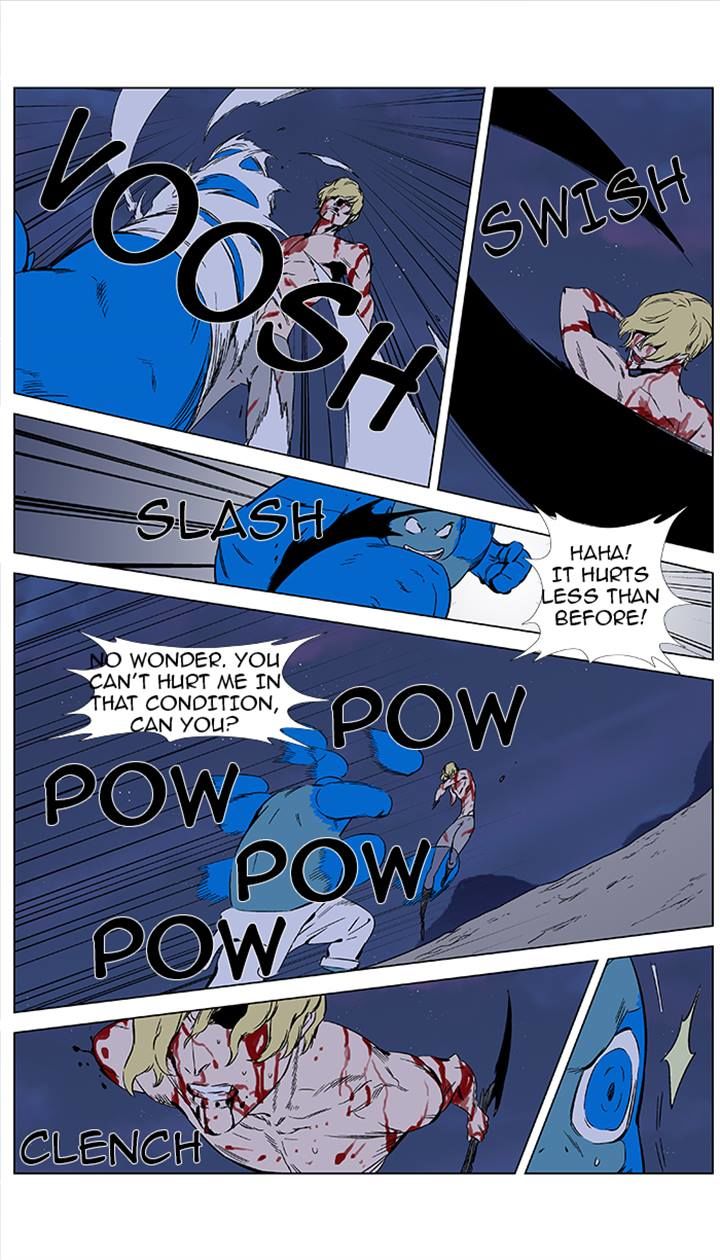 VOOSH
SWISH
SLASH
HAHA!
IT HURTS
LESS THAN
BEFORE!
NO WONDER. YOU
CAN'T HURT ME IN
THAT CONDITION,
CAN YOU?
POW
POW
POW
POW
CLENCH